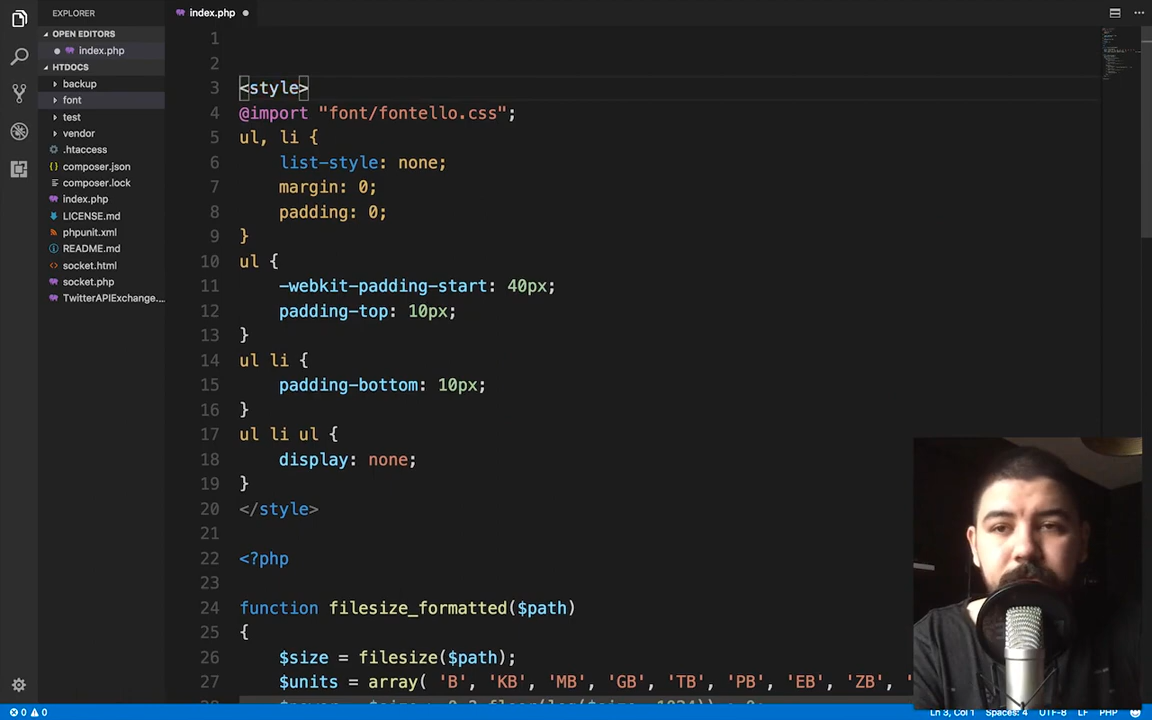 EXPLORER
OPEN EDITORS
index.php
HTDOCS
backup
font
test
vendor
.htaccess
composer.json
composer.lock
index.php
LICENSE.md
phpunit.xml
README.md
socket.html
socket.php
TwitterAPIExchange....
index.php
1
2
3 <style>
4 @import "font/fontello.css";
5 ul, li {
6 list-style: none;
7 margin: 0;
8 padding: 0;
9 }
10 ul {
11 -webkit-padding-start: 40px;
12 padding-top: 10px;
13 }
14 ul li {
15 padding-bottom: 10px;
16 }
17 ul li ul {
18 display: none;
19 }
20 </style>
21
22 <?php
23
24 function filesize_formatted($path)
25 {
26 $size = filesize($path);
27 $units = array( 'B', 'KB', 'MB', 'GB', 'TB', 'PB', 'EB', 'ZB', '
0 0
Ln 3, Col 1 Spaces: 4 UTF-8 LF PHP